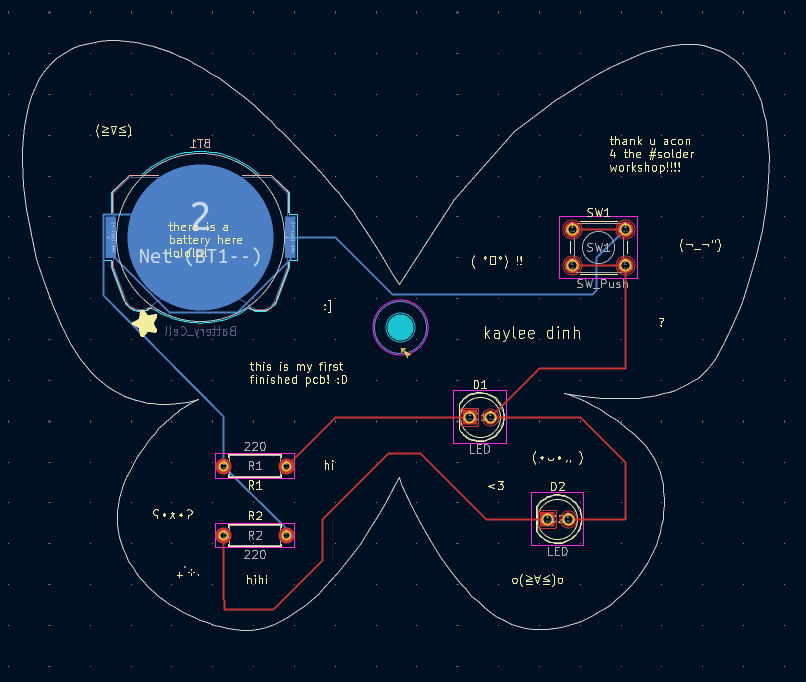 (≥∇≤)
BT1
thank u acon
4 the #solder
workshop!!!!
2
there is a
battery here
lololol
Net-(BT1--)
SW1
SW1
SW_Push
(¬_¬")
!!
:]
Battery_Cell
kaylee dinh
?
this is my first
finished pcb! :D
D1
LED
220
R1
R1
hi
<3
D2
LED
R2
R2
220
hihi
o(≥∀≤)o